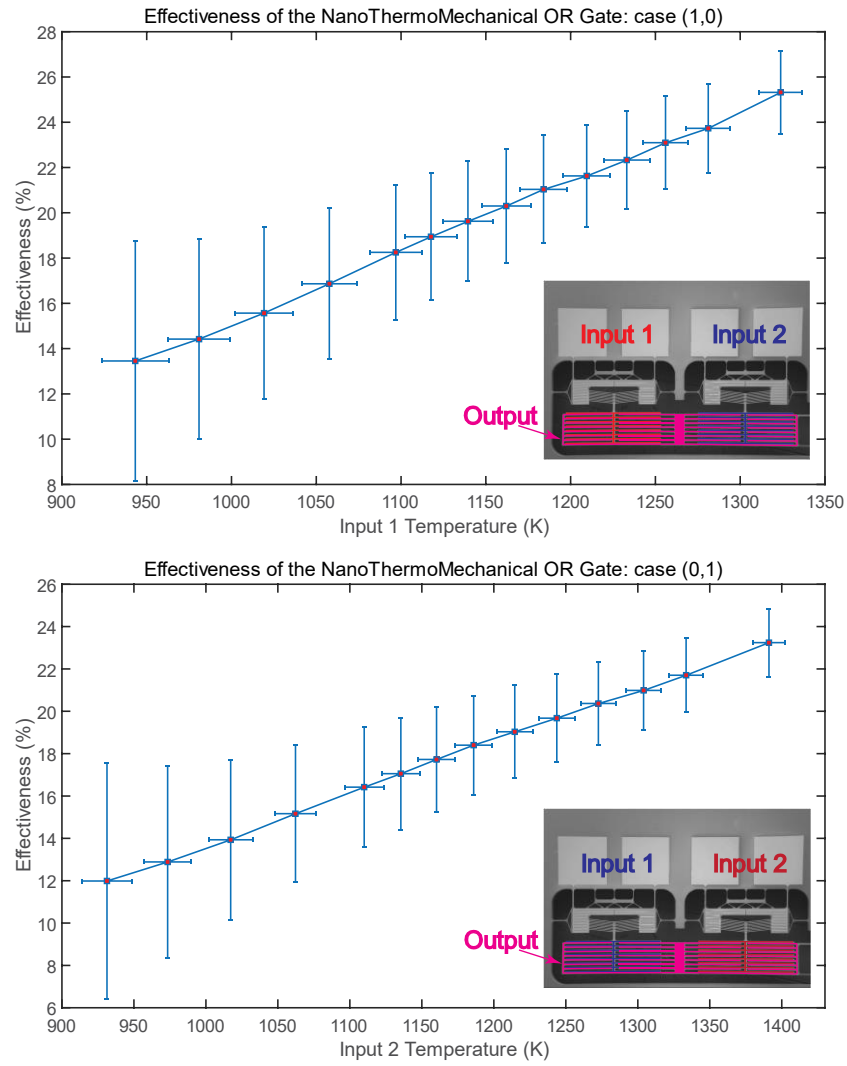 Effectiveness of the NanoThermoMechanical OR Gate: case (1,0)
28
26
24
22
20
18
16
14
12
10
8
Effectiveness (%)
Input 1 Input 2
Output
900 950 1000 1050 1100 1150 1200 1250 1300 1350
Input 1 Temperature (K)
Effectiveness of the NanoThermoMechanical OR Gate: case (0,1)
26
24
22
20
18
16
14
12
10
8
6
Effectiveness (%)
Input 1 Input 2
Output
900 950 1000 1050 1100 1150 1200 1250 1300 1350 1400
Input 2 Temperature (K)